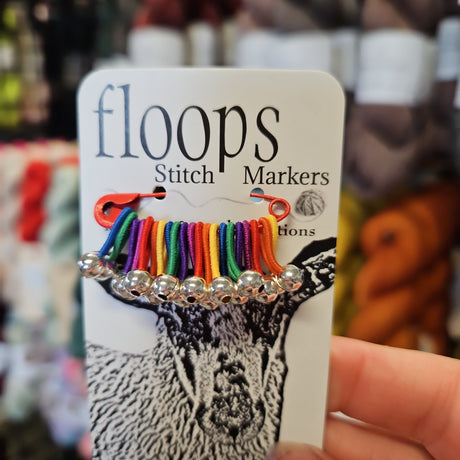 floops
Stitch Markers
tions